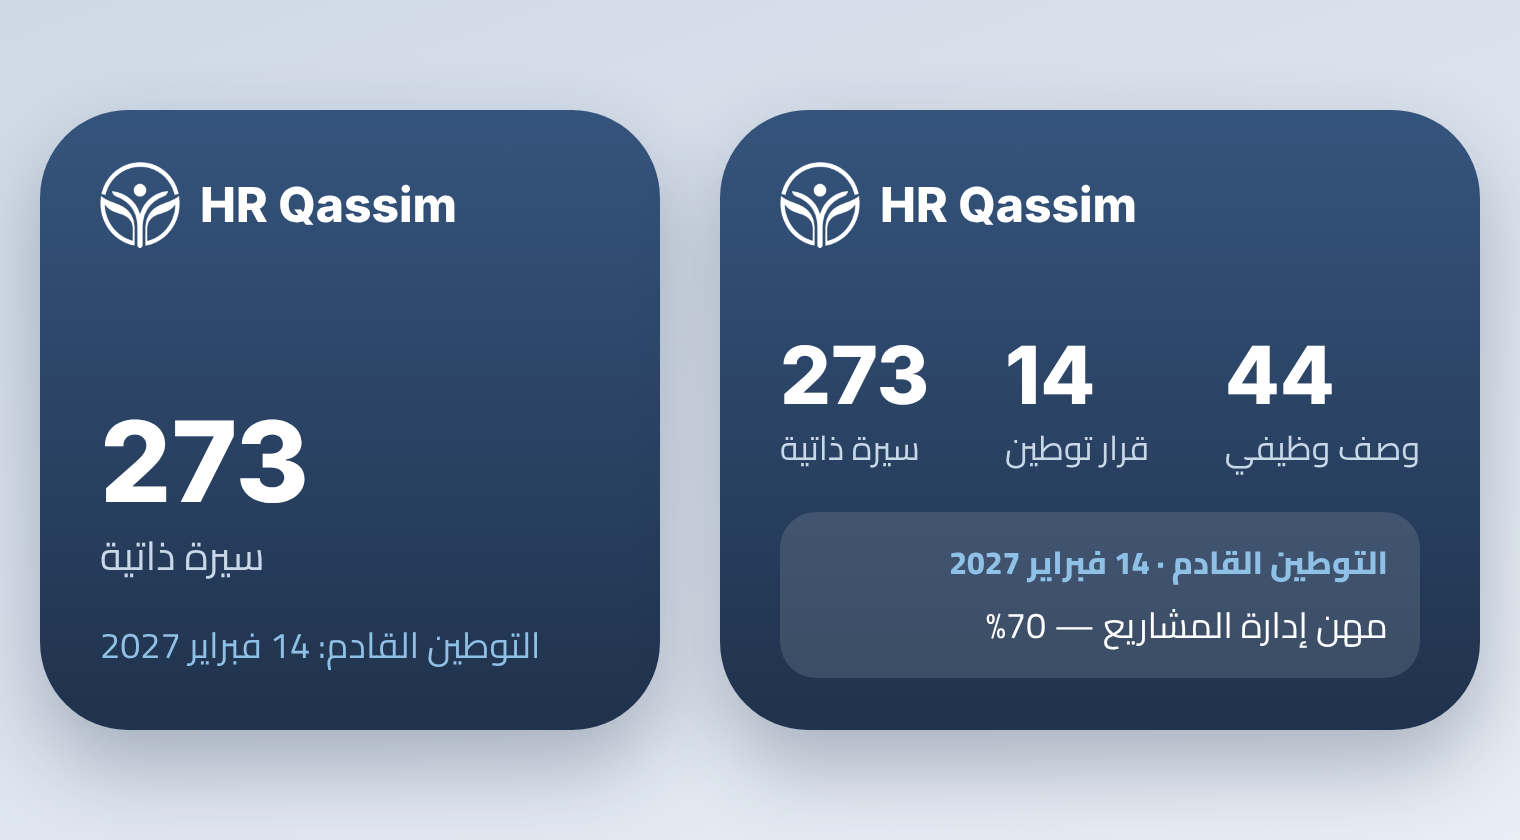 HR Qassim
273
سيرة ذاتية
التوطين القادم: 14 فبراير 2027
HR Qassim
273 14 44
سيرة ذاتية قرار توطين وصف وظيفي
التوطين القادم · 14 فبراير 2027
مهن إدارة المشاريع — 70%